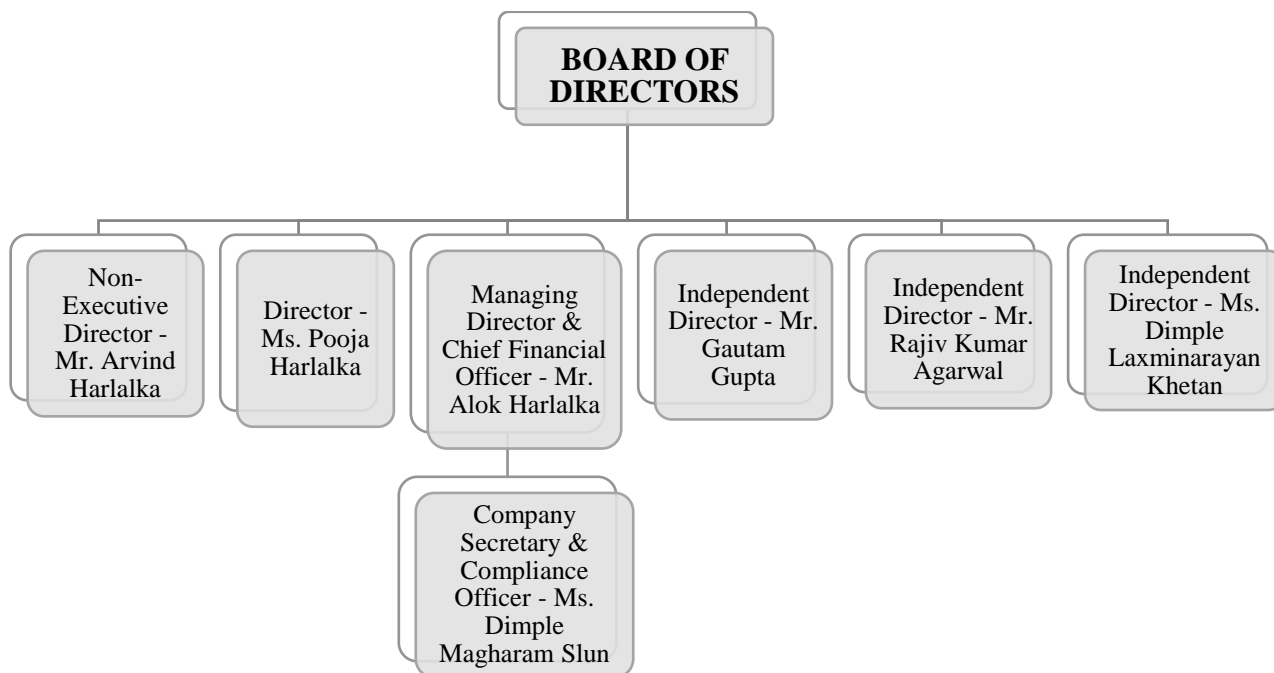 BOARD OF
DIRECTORS
Non-
Executive
Director -
Mr. Arvind
Harlalka
Director -
Ms. Pooja
Harlalka
Managing
Director &
Chief Financial
Officer - Mr.
Alok Harlalka
Independent
Director - Mr.
Gautam
Gupta
Independent
Director - Mr.
Rajiv Kumar
Agarwal
Independent
Director - Ms.
Dimple
Laxminarayan
Khetan
Company
Secretary &
Compliance
Officer - Ms.
Dimple
Magharam Slun